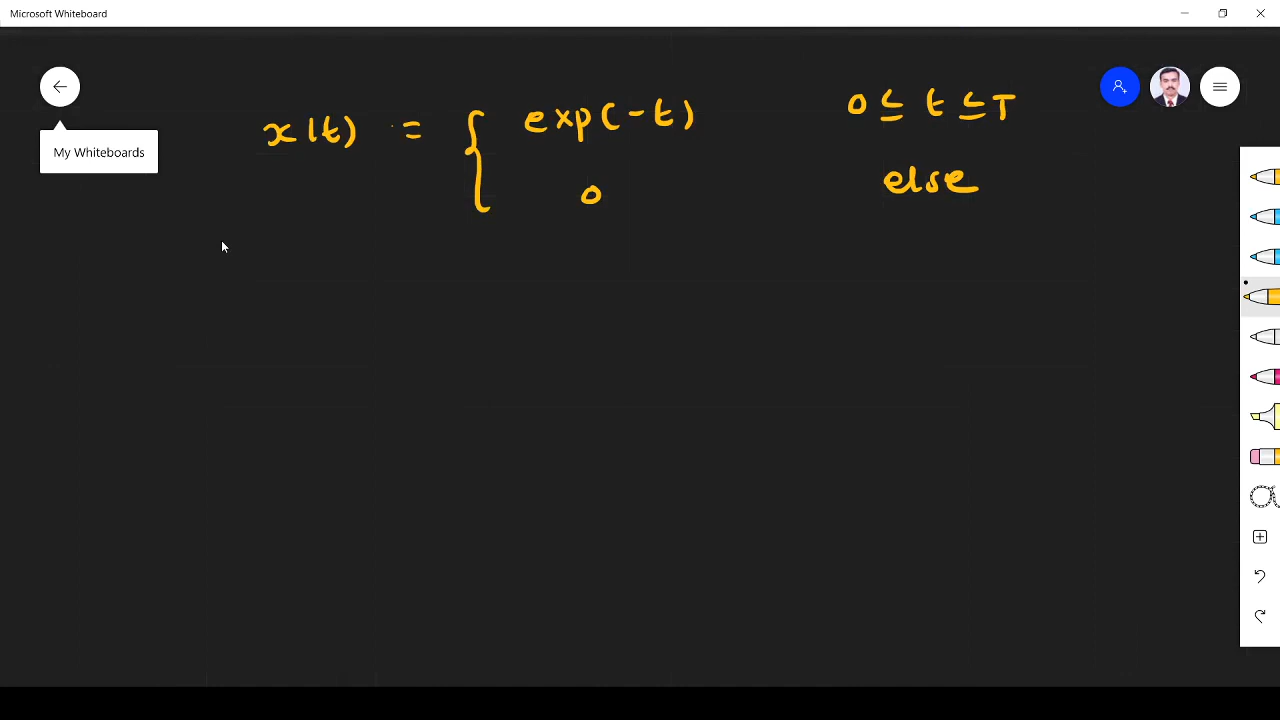 Microsoft Whiteboard
My Whiteboards
x(t) = { exp(-t) 0 ≤ t ≤ T
0 else